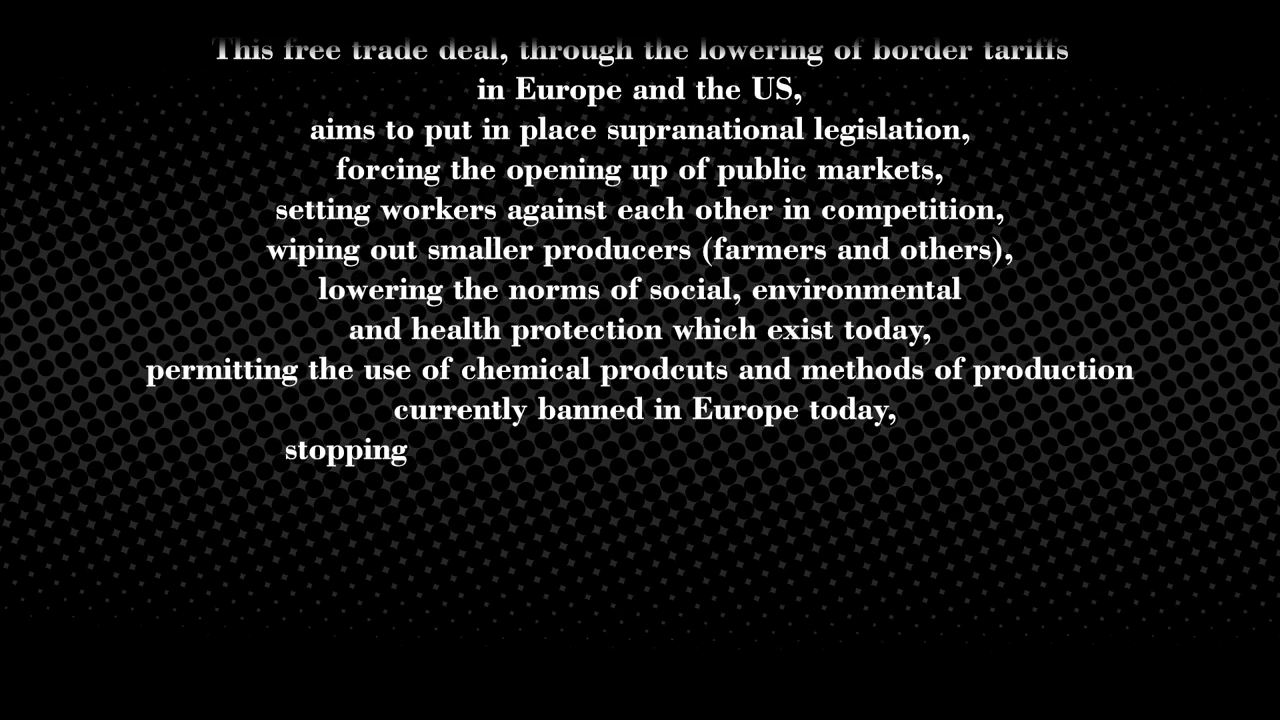 This free trade deal, through the lowering of border tariffs
in Europe and the US,
aims to put in place supranational legislation,
forcing the opening up of public markets,
setting workers against each other in competition,
wiping out smaller producers (farmers and others),
lowering the norms of social, environmental
and health protection which exist today,
permitting the use of chemical prodcuts and methods of production
currently banned in Europe today,
stopping